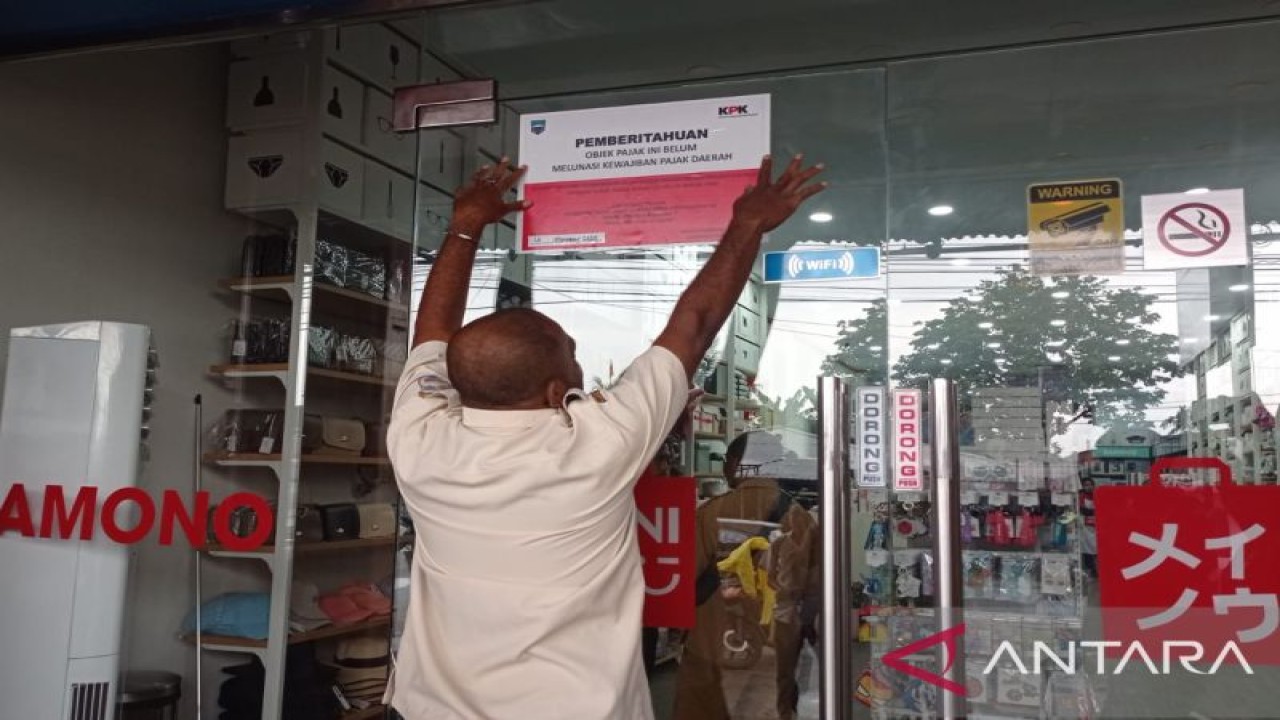 KPK
PEMBERITAHUAN
OBJEK PAJAK INI BELUM
MELUNASI KEWAJIBAN PAJAK DAERAH
WARNING
WiFi
DORONG
PUSH
DORONG
PUSH
AMONO
NI
メイ
ノウ
ANTARA